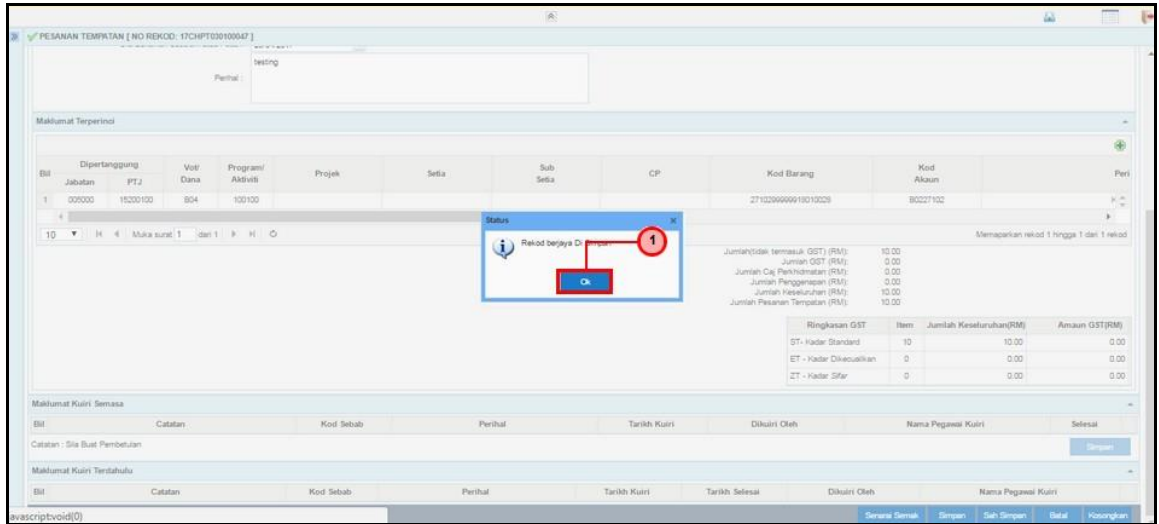 PESANAN TEMPATAN [ NO REKOD: 17CHPT030100047 ]
testing
Perihal :
Maklumat Terperinci
Bil Dipertanggung Vot/ Dana Program/ Aktiviti Projek Setia Sub Setia CP Kod Barang Kod Akaun Peri
Jabatan PTJ
1 005000 15200100 B04 100100 B0227102
10 Muka surat 1 dari 1 Memaparkan rekod 1 hingga 1 dari 1 rekod
Status x
Rekod berjaya Di
1
Ok
Jumlah(tidak termasuk GST) (RM): 10.00
Jumlah GST (RM): 0.00
Jumlah Caj Perkhidmatan (RM): 0.00
Jumlah Penggenapan (RM): 0.00
Jumlah Keseluruhan (RM): 10.00
Jumlah Pesanan Tempatan (RM): 10.00
Ringkasan GST Item Jumlah Keseluruhan(RM) Amaun GST(RM)
ST- Kadar Standard 10 10.00 0.00
ET - Kadar Dikecualikan 0 0.00 0.00
ZT - Kadar Sifar 0 0.00 0.00
Maklumat Kuiri Semasa
Bil Catatan Kod Sebab Perihal Tarikh Kuiri Dikuiri Oleh Nama Pegawai Kuiri Selesai
Catatan : Sila Buat Pembetulan Simpan
Maklumat Kuiri Terdahulu
Bil Catatan Kod Sebab Perihal Tarikh Kuiri Tarikh Selesai Dikuiri Oleh Nama Pegawai Kuiri
avascript:void(0) Senarai Semak Simpan Sah Simpan Batal Kosongkan